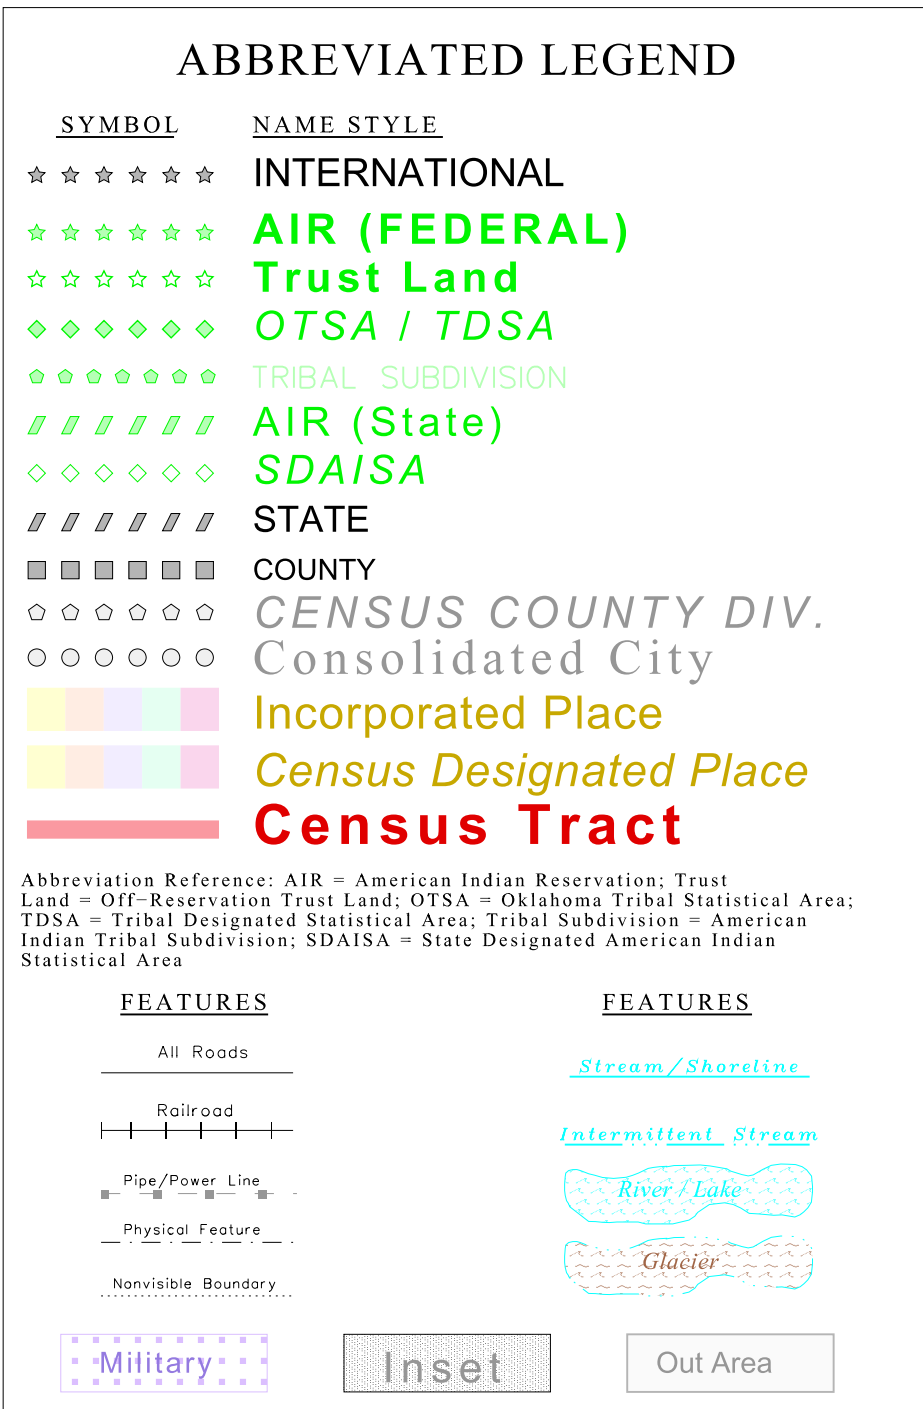 ABBREVIATED LEGEND
SYMBOL NAME STYLE
INTERNATIONAL
AIR (FEDERAL)
Trust Land
OTSA / TDSA
TRIBAL SUBDIVISION
AIR (State)
SDAISA
STATE
COUNTY
CENSUS COUNTY DIV.
Consolidated City
Incorporated Place
Census Designated Place
Census Tract
Abbreviation Reference: AIR = American Indian Reservation; Trust
Land = Off−Reservation Trust Land; OTSA = Oklahoma Tribal Statistical Area;
TDSA = Tribal Designated Statistical Area; Tribal Subdivision = American
Indian Tribal Subdivision; SDAISA = State Designated American Indian
Statistical Area
FEATURES
All Roads
Railroad
Pipe/Power Line
Physical Feature
Nonvisible Boundary
FEATURES
Stream/Shoreline
Intermittent Stream
River / Lake
Glacier
Military
Inset
Out Area